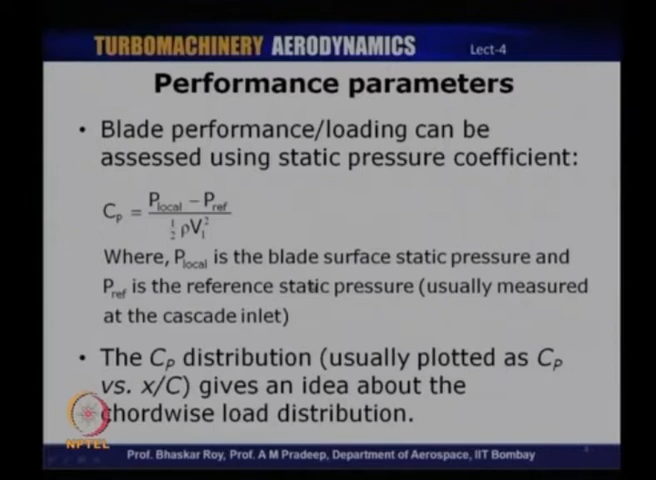 TURBOMACHINERY AERODYNAMICS Lect-4
Performance parameters
• Blade performance/loading can be
assessed using static pressure coefficient:
Cp = (Plocal − Pref) / (½ ρV₁²)
Where, Plocal is the blade surface static pressure and
Pref is the reference static pressure (usually measured
at the cascade inlet)
• The CP distribution (usually plotted as CP
vs. x/C) gives an idea about the
chordwise load distribution.
NPTEL
Prof. Bhaskar Roy, Prof. A M Pradeep, Department of Aerospace, IIT Bombay